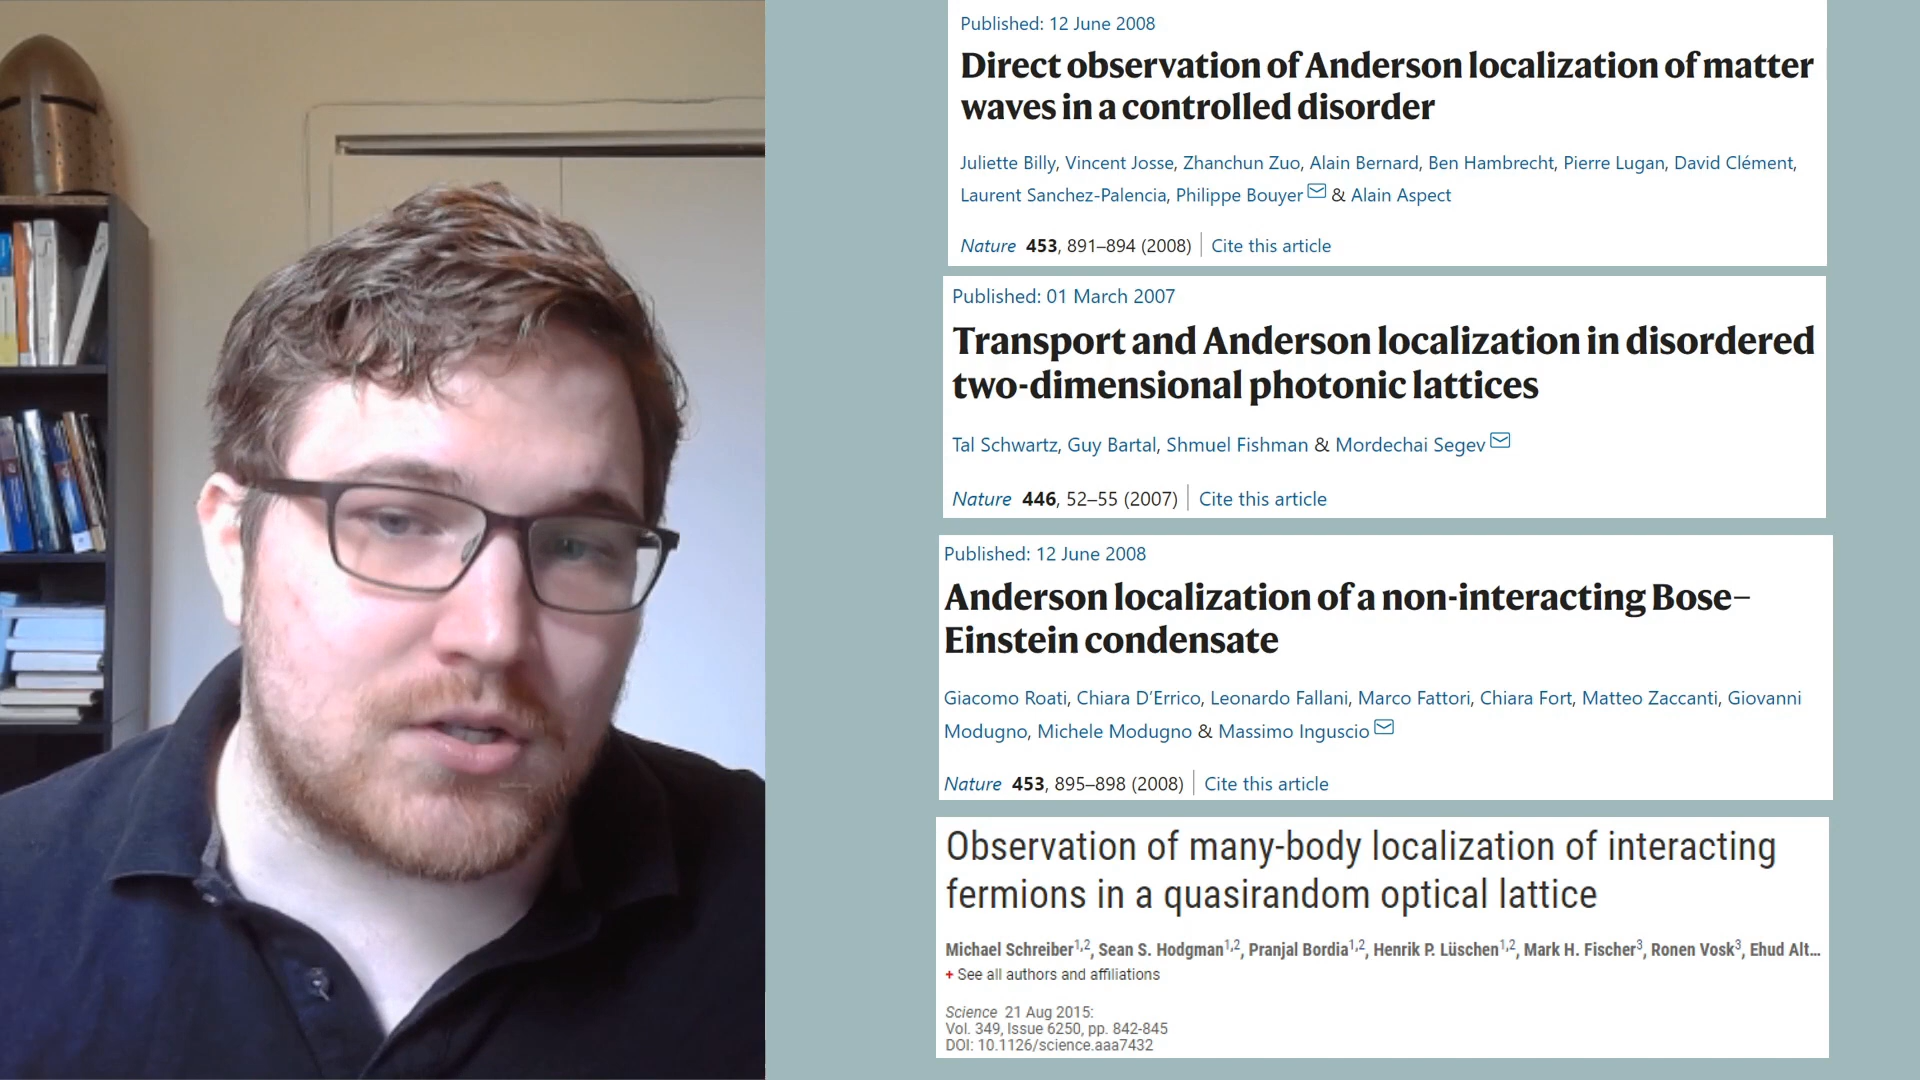 Published: 12 June 2008
Direct observation of Anderson localization of matter
waves in a controlled disorder
Juliette Billy, Vincent Josse, Zhanchun Zuo, Alain Bernard, Ben Hambrecht, Pierre Lugan, David Clément,
Laurent Sanchez-Palencia, Philippe Bouyer & Alain Aspect
Nature 453, 891–894 (2008) | Cite this article
Published: 01 March 2007
Transport and Anderson localization in disordered
two-dimensional photonic lattices
Tal Schwartz, Guy Bartal, Shmuel Fishman & Mordechai Segev
Nature 446, 52–55 (2007) | Cite this article
Published: 12 June 2008
Anderson localization of a non-interacting Bose–
Einstein condensate
Giacomo Roati, Chiara D’Errico, Leonardo Fallani, Marco Fattori, Chiara Fort, Matteo Zaccanti, Giovanni
Modugno, Michele Modugno & Massimo Inguscio
Nature 453, 895–898 (2008) | Cite this article
Observation of many-body localization of interacting
fermions in a quasirandom optical lattice
Michael Schreiber1,2, Sean S. Hodgman1,2, Pranjal Bordia1,2, Henrik P. Lüschen1,2, Mark H. Fischer3, Ronen Vosk3, Ehud Alt...
+ See all authors and affiliations
Science 21 Aug 2015:
Vol. 349, Issue 6250, pp. 842-845
DOI: 10.1126/science.aaa7432